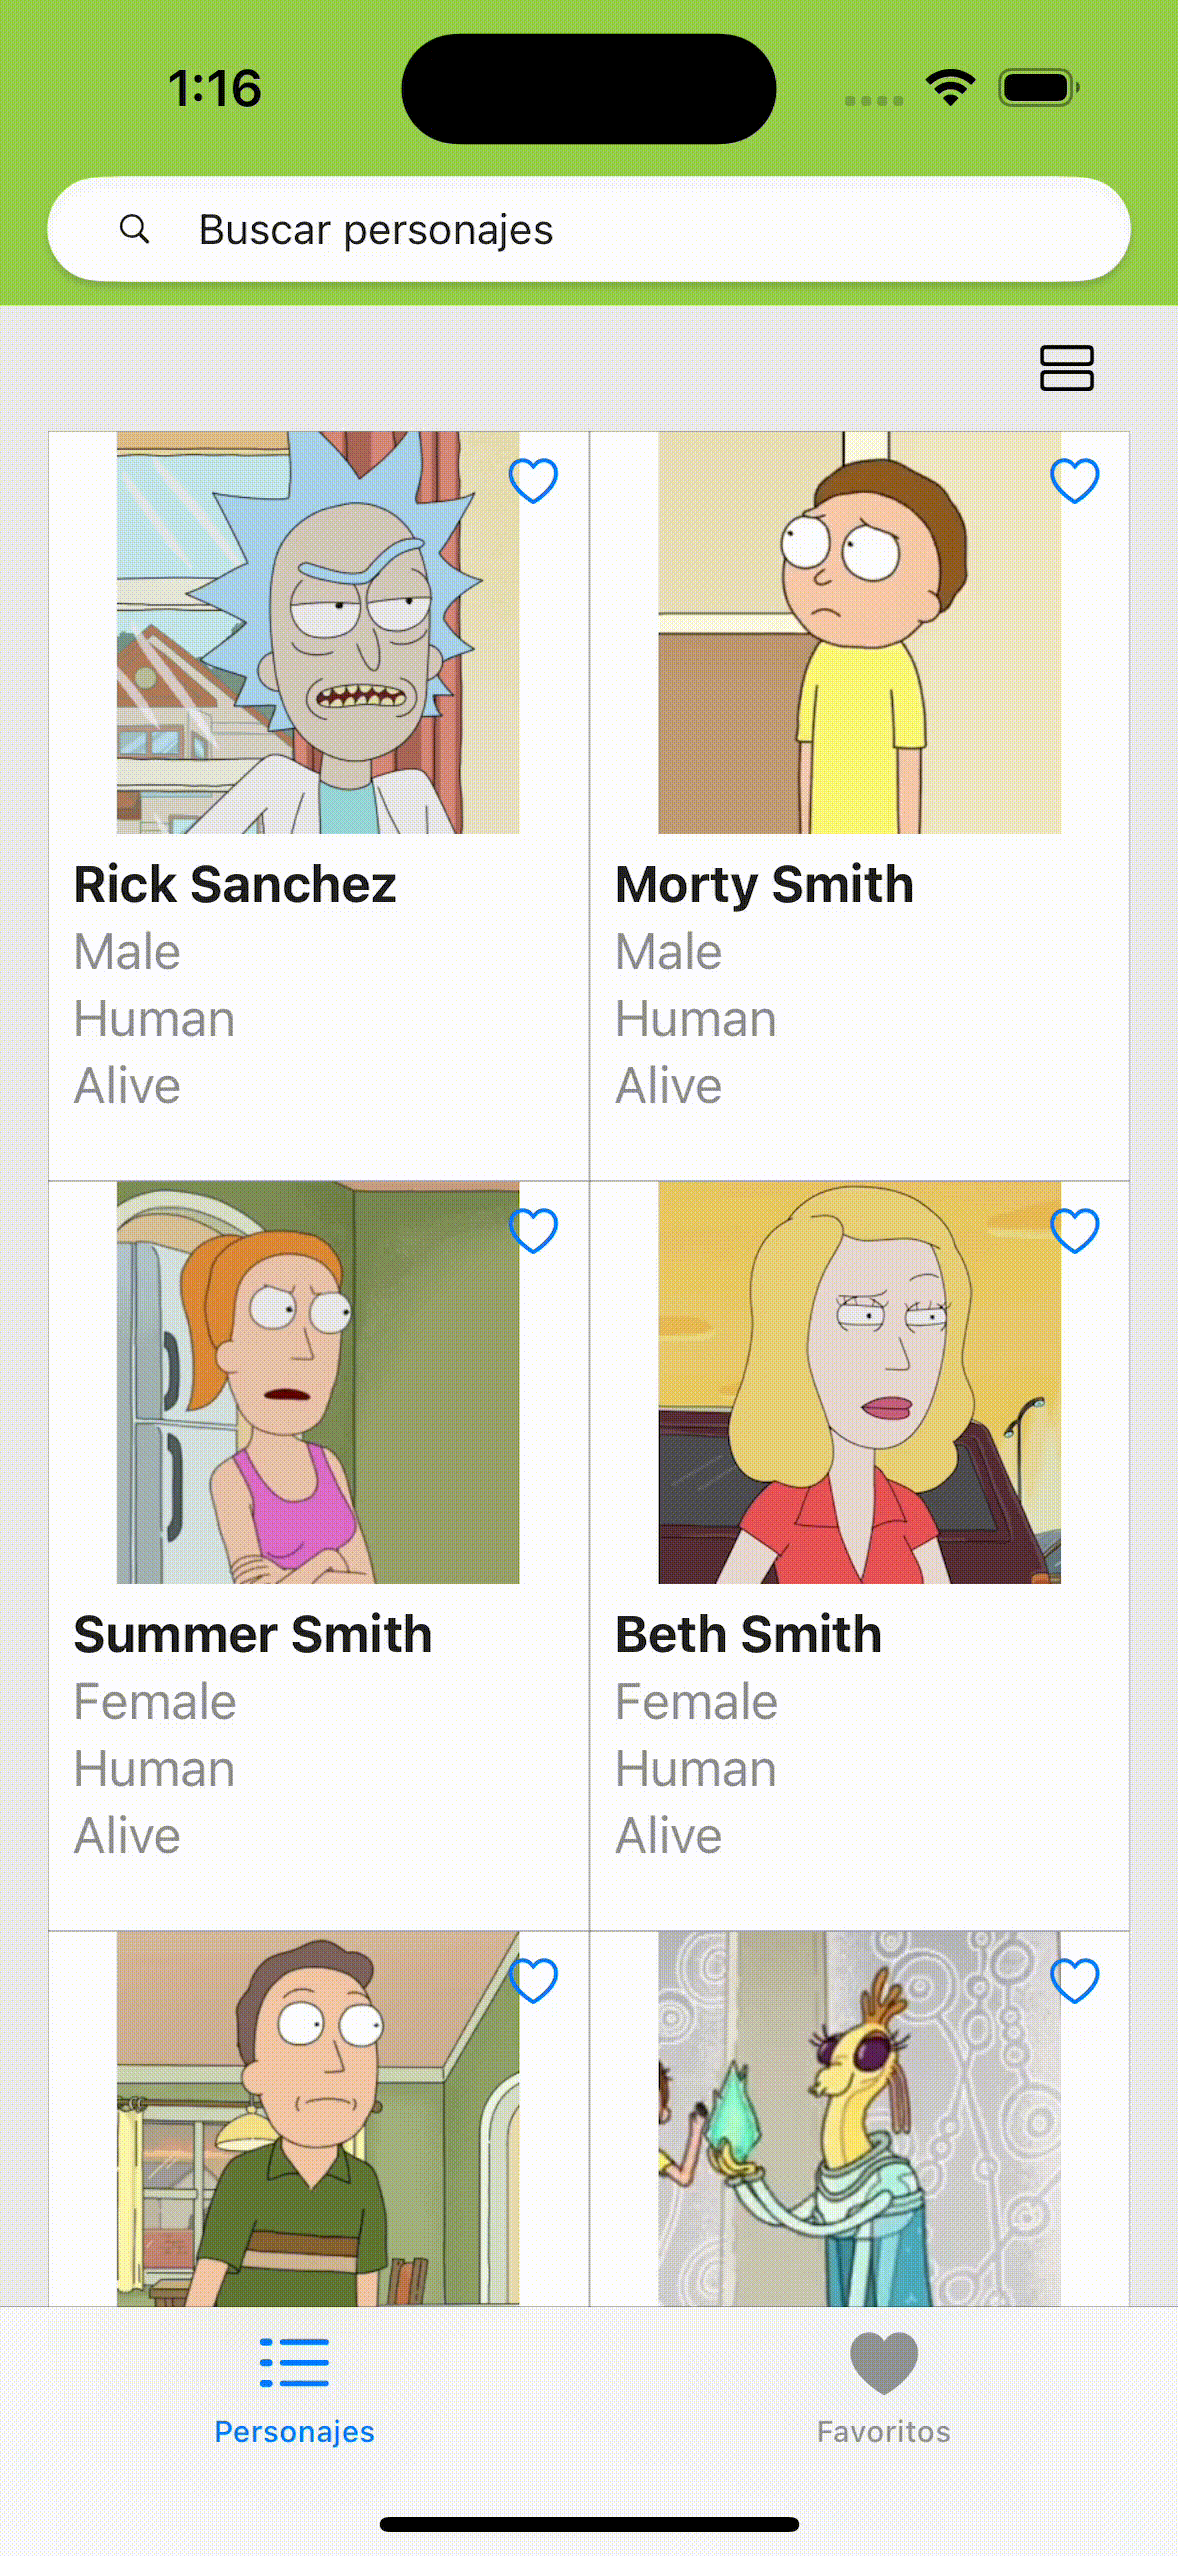 1:16
Buscar personajes
Rick Sanchez
Male
Human
Alive
Morty Smith
Male
Human
Alive
Summer Smith
Female
Human
Alive
Beth Smith
Female
Human
Alive
Personajes
Favoritos